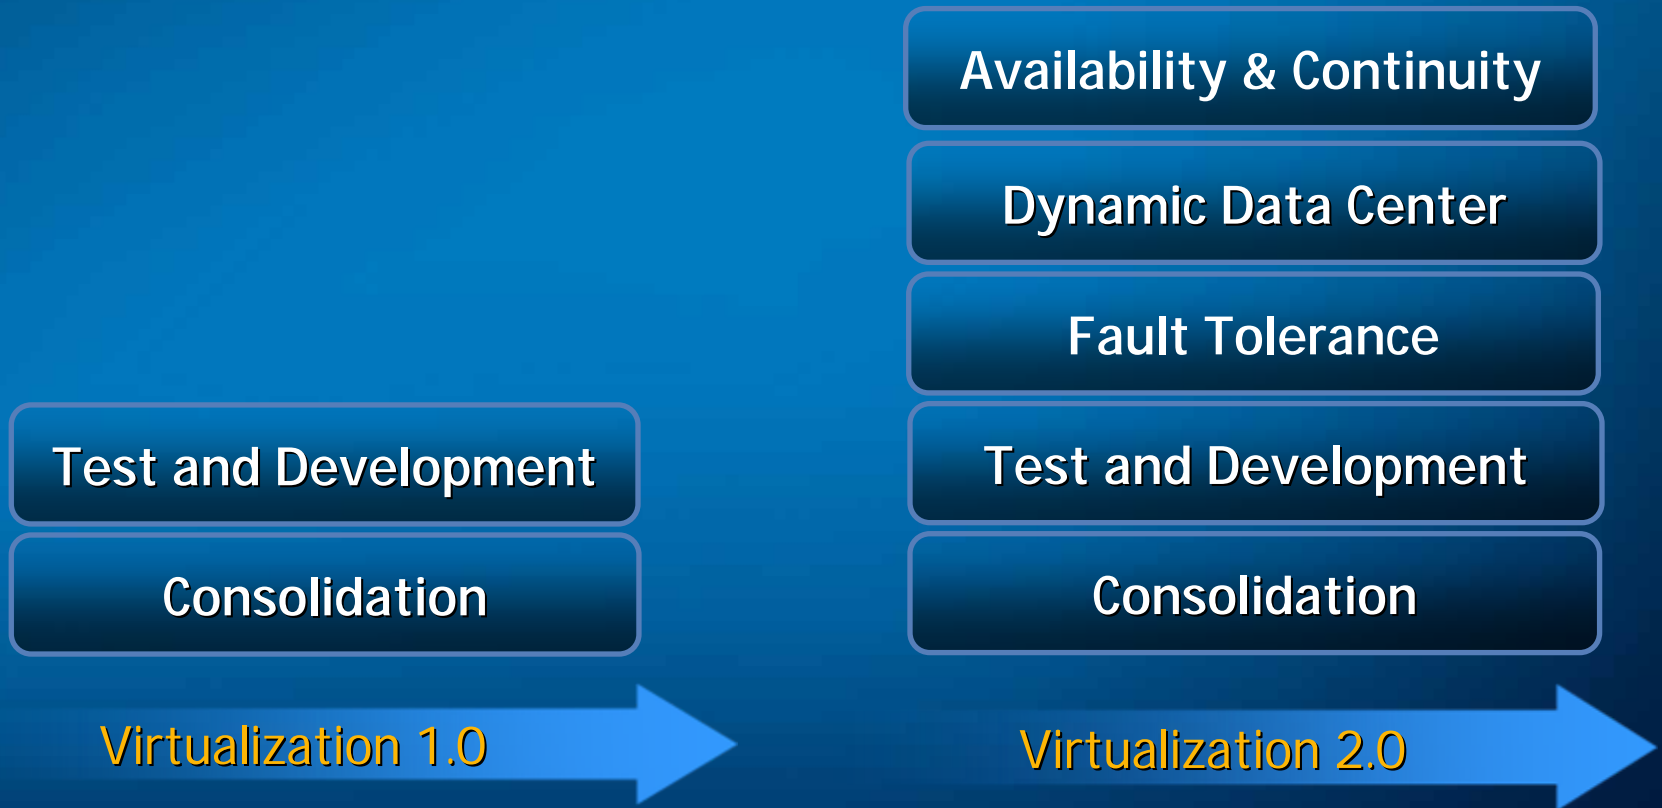 Availability & Continuity
Dynamic Data Center
Fault Tolerance
Test and Development
Test and Development
Consolidation
Consolidation
Virtualization 1.0
Virtualization 2.0